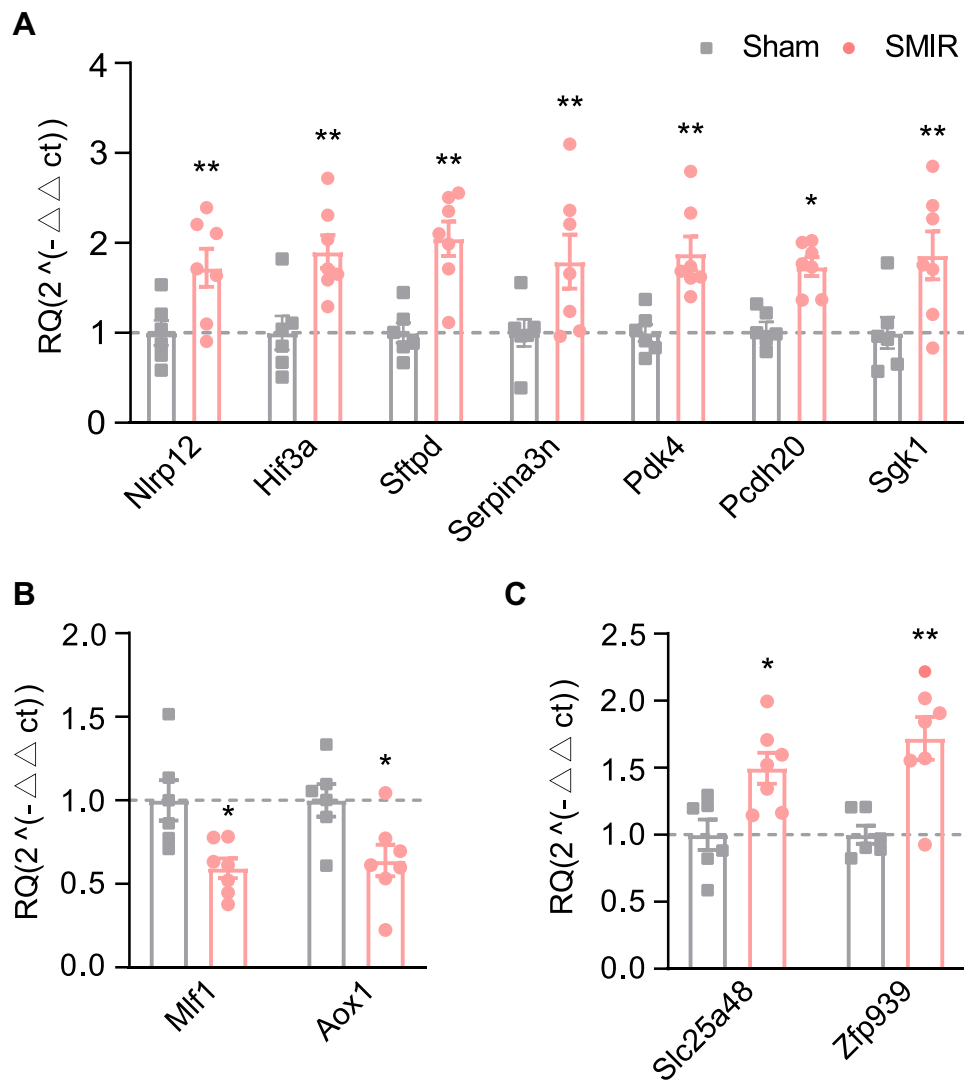 A
Sham SMIR
RQ(2 ^(-△△ ct))
4
3
2
1
0
** ** ** ** ** * **
Nlrp12 Hif3a Sftpd Serpina3n Pdk4 Pcdh20 Sgk1
B
RQ(2 ^(-△△ ct))
2.0
1.5
1.0
0.5
0.0
* *
Mlf1 Aox1
C
RQ(2 ^(-△△ ct))
2.5
2.0
1.5
1.0
0.5
0.0
* **
Slc25a48 Zfp939